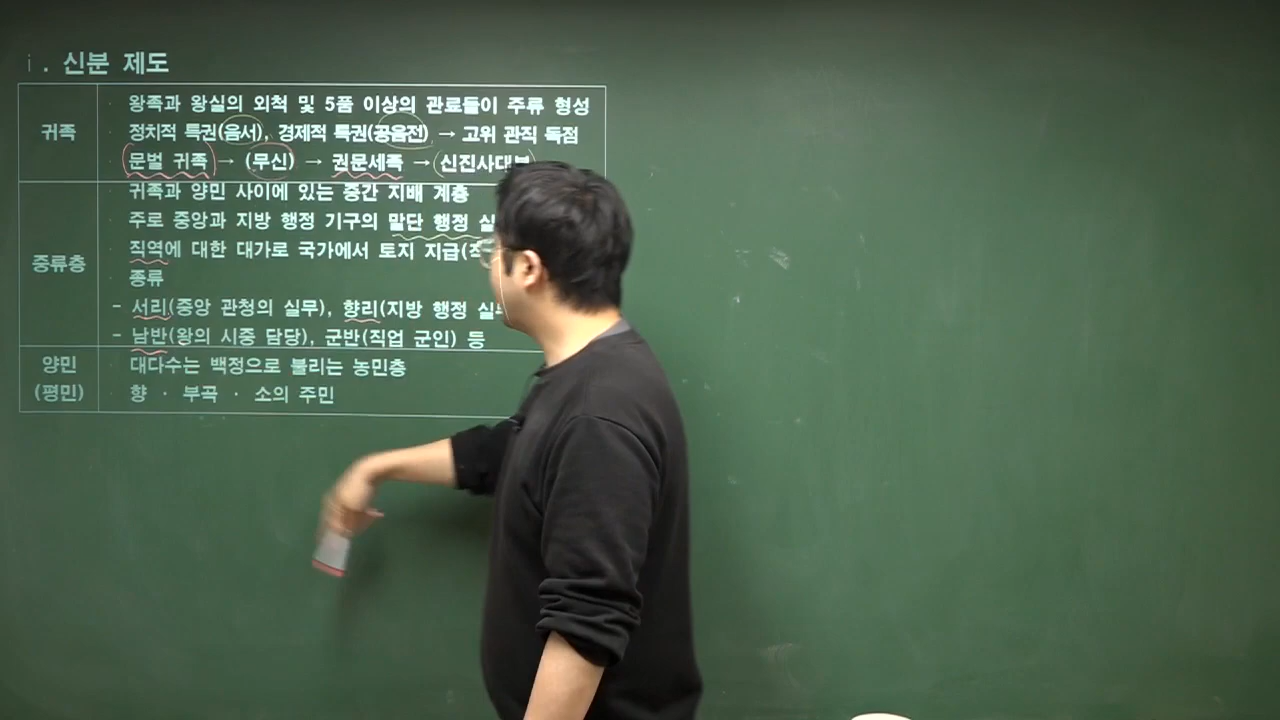 ⅰ. 신분 제도
귀족
· 왕족과 왕실의 외척 및 5품 이상의 관료들이 주류 형성
· 정치적 특권(음서), 경제적 특권(공음전) → 고위 관직 독점
· 문벌 귀족 → (무신) → 권문세족 → (신진사대부
중류층
· 귀족과 양민 사이에 있는 중간 지배 계층
· 주로 중앙과 지방 행정 기구의 말단 행정
· 직역에 대한 대가로 국가에서 토지 지급(
· 종류
- 서리(중앙 관청의 실무), 향리(지방 행정
- 남반(왕의 시중 담당), 군반(직업 군인) 등
양민
(평민)
· 대다수는 백정으로 불리는 농민층
· 향 · 부곡 · 소의 주민